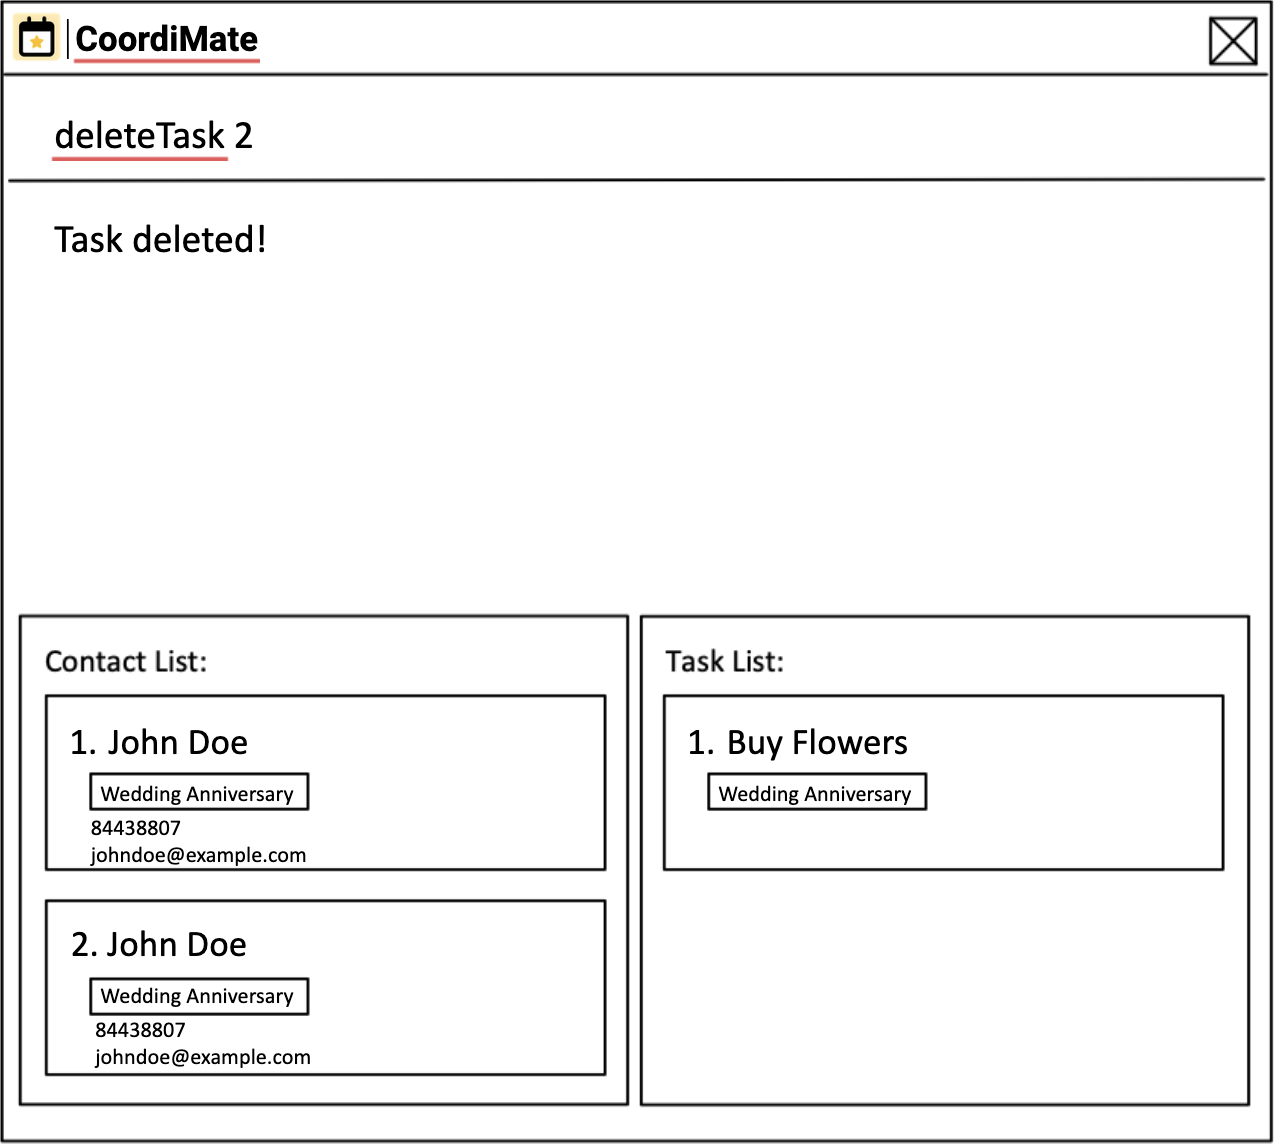 CoordiMate
deleteTask 2
Task deleted!
Contact List:
1. John Doe
Wedding Anniversary
84438807
johndoe@example.com
2. John Doe
Wedding Anniversary
84438807
johndoe@example.com
Task List:
1. Buy Flowers
Wedding Anniversary